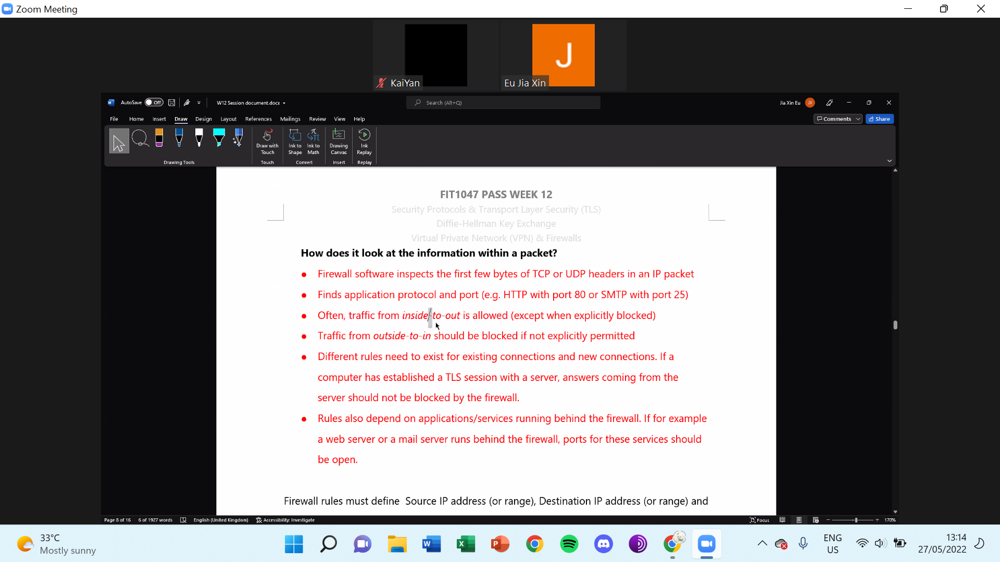 Zoom Meeting
J
KaiYan
Eu Jia Xin
AutoSave Off W12 Session document.docx Search (Alt+Q) Jia Xin Eu JX
File Home Insert Draw Design Layout References Mailings Review View Help Comments Share
Draw with Touch
Ink to Shape
Ink to Math
Drawing Canvas
Ink Replay
Drawing Tools Touch Convert Insert Replay
FIT1047 PASS WEEK 12
Security Protocols & Transport Layer Security (TLS)
Diffie-Hellman Key Exchange
Virtual Private Network (VPN) & Firewalls
How does it look at the information within a packet?
● Firewall software inspects the first few bytes of TCP or UDP headers in an IP packet
● Finds application protocol and port (e.g. HTTP with port 80 or SMTP with port 25)
● Often, traffic from inside-to-out is allowed (except when explicitly blocked)
● Traffic from outside-to-in should be blocked if not explicitly permitted
● Different rules need to exist for existing connections and new connections. If a
computer has established a TLS session with a server, answers coming from the
server should not be blocked by the firewall.
● Rules also depend on applications/services running behind the firewall. If for example
a web server or a mail server runs behind the firewall, ports for these services should
be open.
Firewall rules must define Source IP address (or range), Destination IP address (or range) and
Page 8 of 16 6 of 1927 words English (United Kingdom) Accessibility: Investigate Focus 170%
33°C
Mostly sunny
ENG
US
13:14
27/05/2022